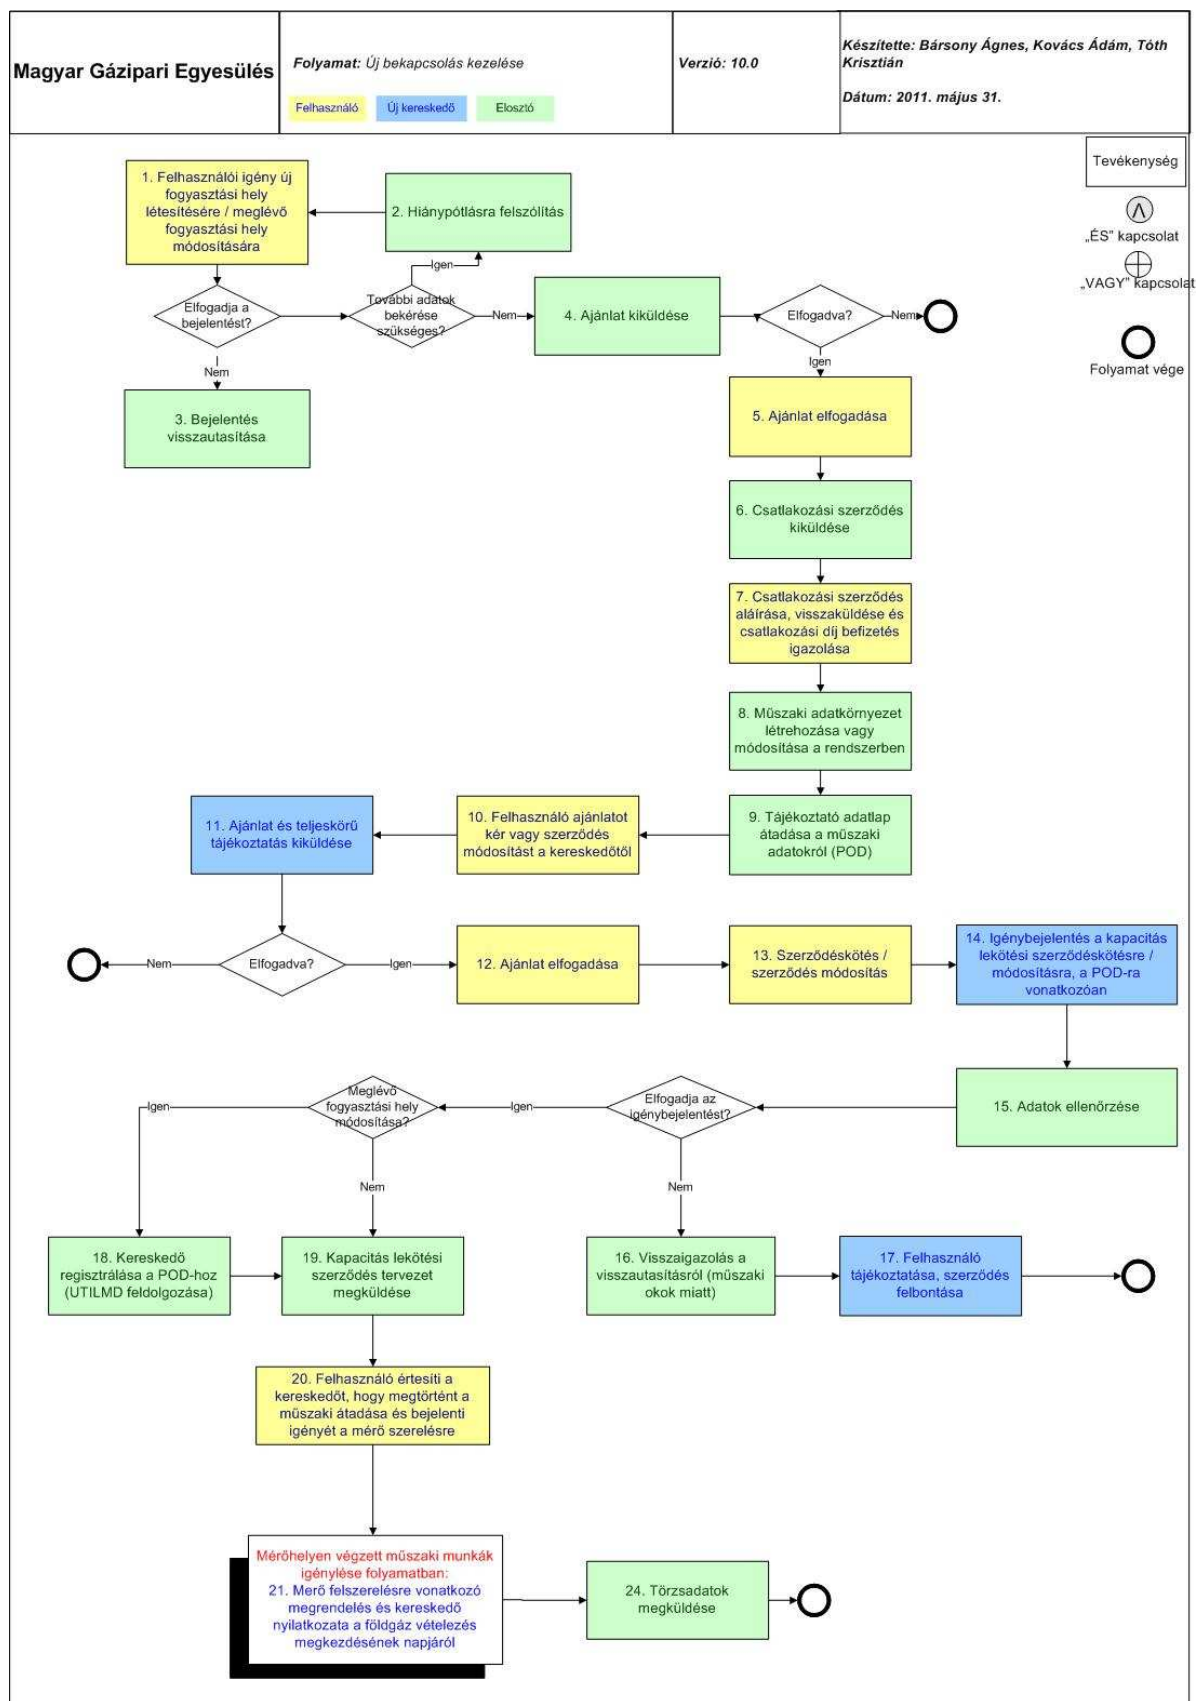 Magyar Gázipari Egyesülés
Folyamat: Új bekapcsolás kezelése
Felhasználó
Új kereskedő
Elosztó
Verzió: 10.0
Készítette: Bársony Ágnes, Kovács Ádám, Tóth
Krisztián
Dátum: 2011. május 31.
Tevékenység
„ÉS” kapcsolat
„VAGY” kapcsolat
Folyamat vége
1. Felhasználói igény új
fogyasztási hely
létesítésére / meglévő
fogyasztási hely
módosítására
2. Hiánypótlásra felszólítás
Igen
Elfogadja a
bejelentést?
További adatok
bekérése
szükséges?
Nem
4. Ajánlat kiküldése
Elfogadva?
Nem
Nem
Igen
3. Bejelentés
visszautasítása
5. Ajánlat elfogadása
6. Csatlakozási szerződés
kiküldése
7. Csatlakozási szerződés
aláírása, visszaküldése és
csatlakozási díj befizetés
igazolása
8. Műszaki adatkörnyezet
létrehozása vagy
módosítása a rendszerben
11. Ajánlat és teljeskörű
tájékoztatás kiküldése
10. Felhasználó ajánlatot
kér vagy szerződés
módosítást a kereskedőtől
9. Tájékoztató adatlap
átadása a műszaki
adatokról (POD)
Nem
Elfogadva?
Igen
12. Ajánlat elfogadása
13. Szerződéskötés /
szerződés módosítás
14. Igénybejelentés a kapacitás
lekötési szerződéskötésre /
módosításra, a POD-ra
vonatkozóan
Igen
Meglévő
fogyasztási hely
módosítása?
Igen
Elfogadja az
igénybejelentést?
15. Adatok ellenőrzése
Nem
Nem
18. Kereskedő
regisztrálása a POD-hoz
(UTILMD feldolgozása)
19. Kapacitás lekötési
szerződés tervezet
megküldése
16. Visszaigazolás a
visszautasításról (műszaki
okok miatt)
17. Felhasználó
tájékoztatása, szerződés
felbontása
20. Felhasználó értesíti a
kereskedőt, hogy megtörtént a
műszaki átadása és bejelenti
igényét a mérő szerelésre
Mérőhelyen végzett műszaki munkák
igénylése folyamatban:
21. Merő felszerelésre vonatkozó
megrendelés és kereskedő
nyilatkozata a földgáz vételezés
megkezdésének napjáról
24. Törzsadatok
megküldése